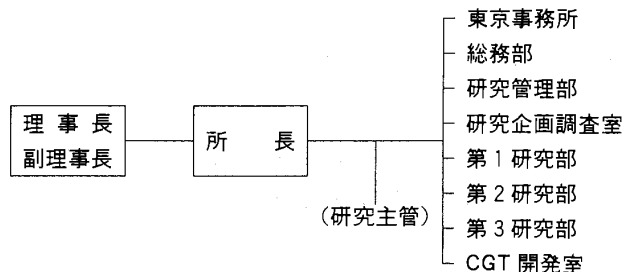 理事長
副理事長
所長
(研究主管)
東京事務所
総務部
研究管理部
研究企画調査室
第1研究部
第2研究部
第3研究部
CGT 開発室